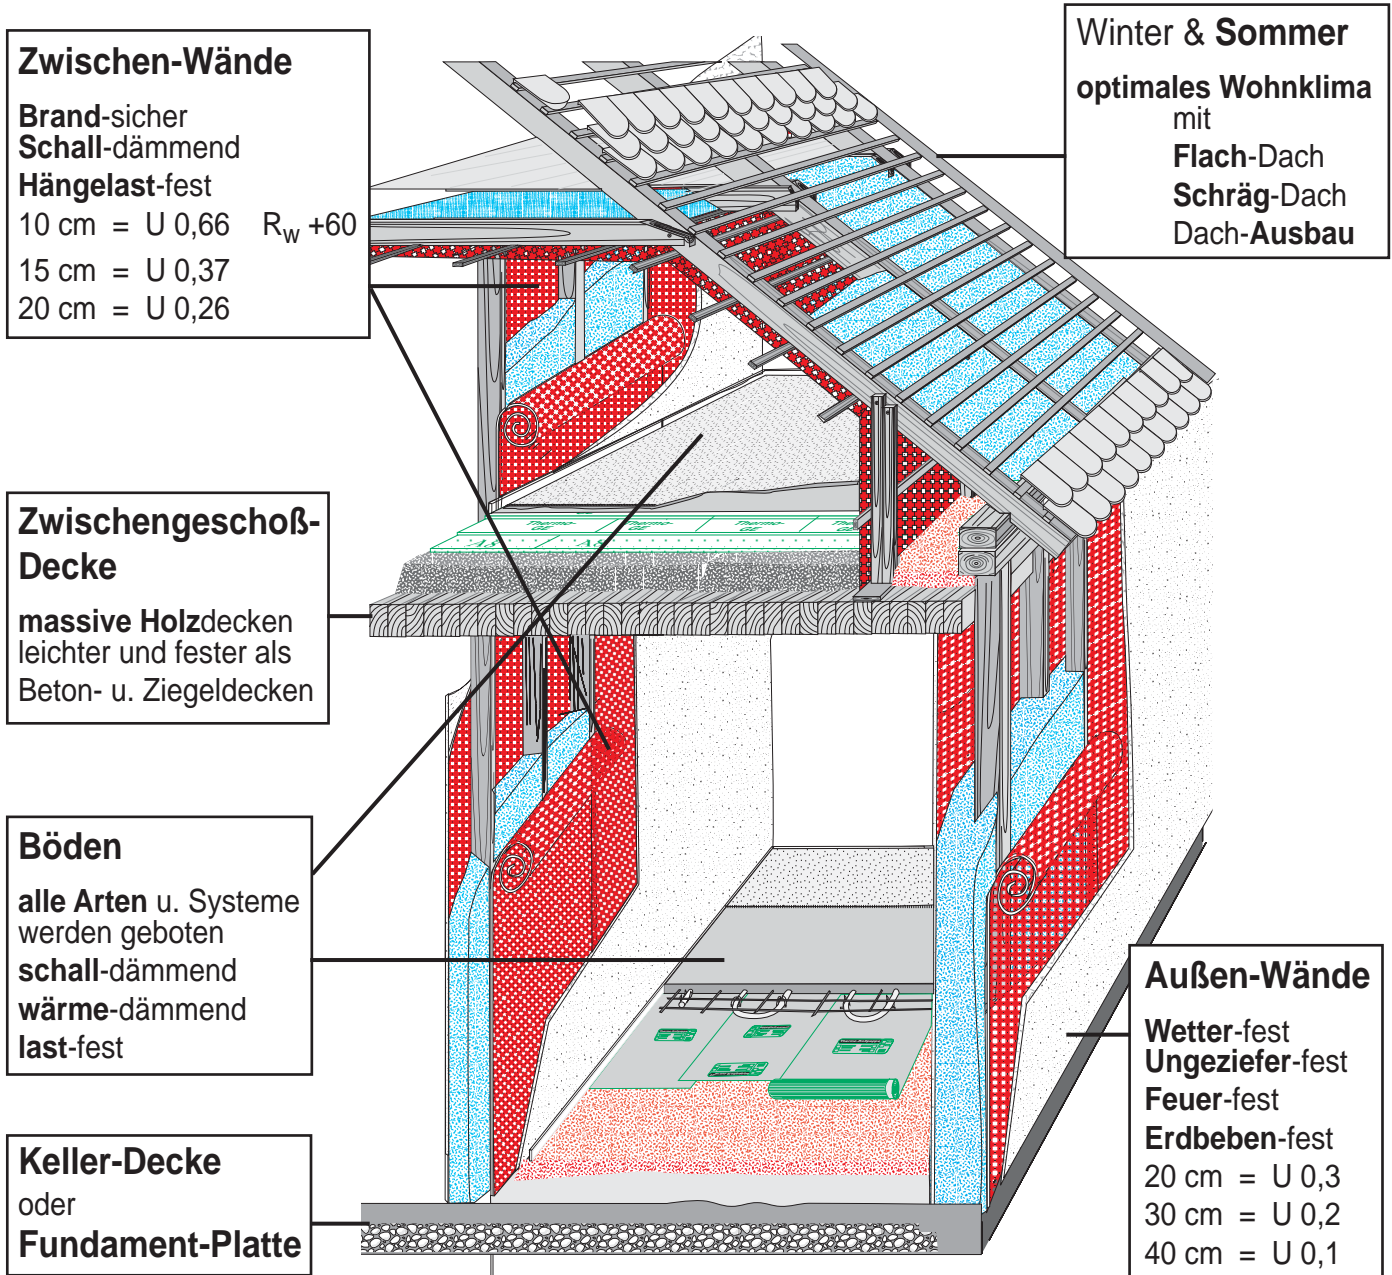 Zwischen-Wände
Brand-sicher
Schall-dämmend
Hängelast-fest
10 cm = U 0,66 Rw +60
15 cm = U 0,37
20 cm = U 0,26
Winter & Sommer
optimales Wohnklima
mit
Flach-Dach
Schräg-Dach
Dach-Ausbau
Zwischengeschoß-
Decke
massive Holzdecken
leichter und fester als
Beton- u. Ziegeldecken
Böden
alle Arten u. Systeme
werden geboten
schall-dämmend
wärme-dämmend
last-fest
Keller-Decke
oder
Fundament-Platte
Außen-Wände
Wetter-fest
Ungeziefer-fest
Feuer-fest
Erdbeben-fest
20 cm = U 0,3
30 cm = U 0,2
40 cm = U 0,1